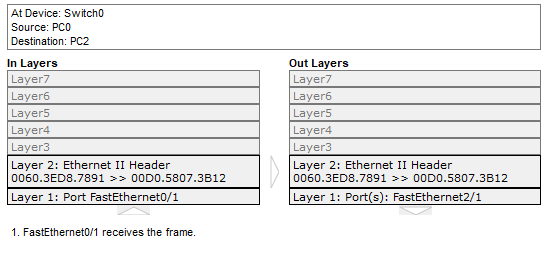 At Device: Switch0
Source: PC0
Destination: PC2
In Layers
Layer7
Layer6
Layer5
Layer4
Layer3
Layer 2: Ethernet II Header
0060.3ED8.7891 >> 00D0.5807.3B12
Layer 1: Port FastEthernet0/1
Out Layers
Layer7
Layer6
Layer5
Layer4
Layer3
Layer 2: Ethernet II Header
0060.3ED8.7891 >> 00D0.5807.3B12
Layer 1: Port(s): FastEthernet2/1
1. FastEthernet0/1 receives the frame.